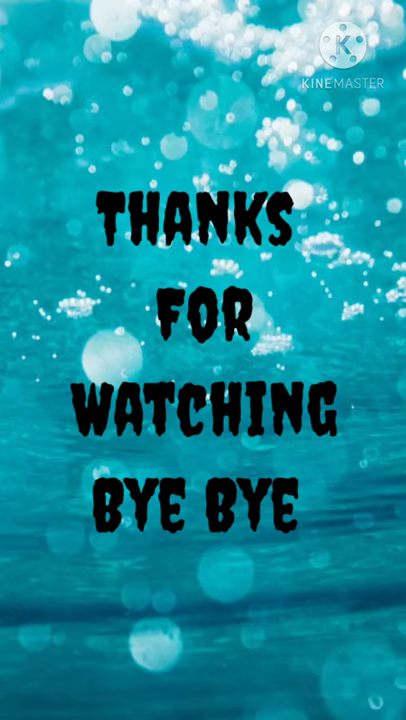 K
KINEMASTER
THANKS
FOR
WATCHING
BYE BYE